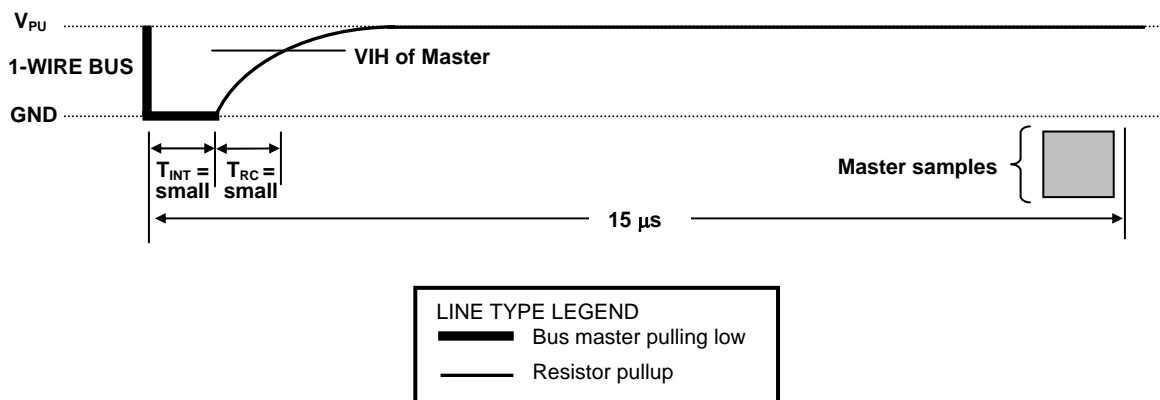 VPU
1-WIRE BUS
VIH of Master
GND
TINT = small
TRC = small
Master samples
15 μs
LINE TYPE LEGEND
Bus master pulling low
Resistor pullup